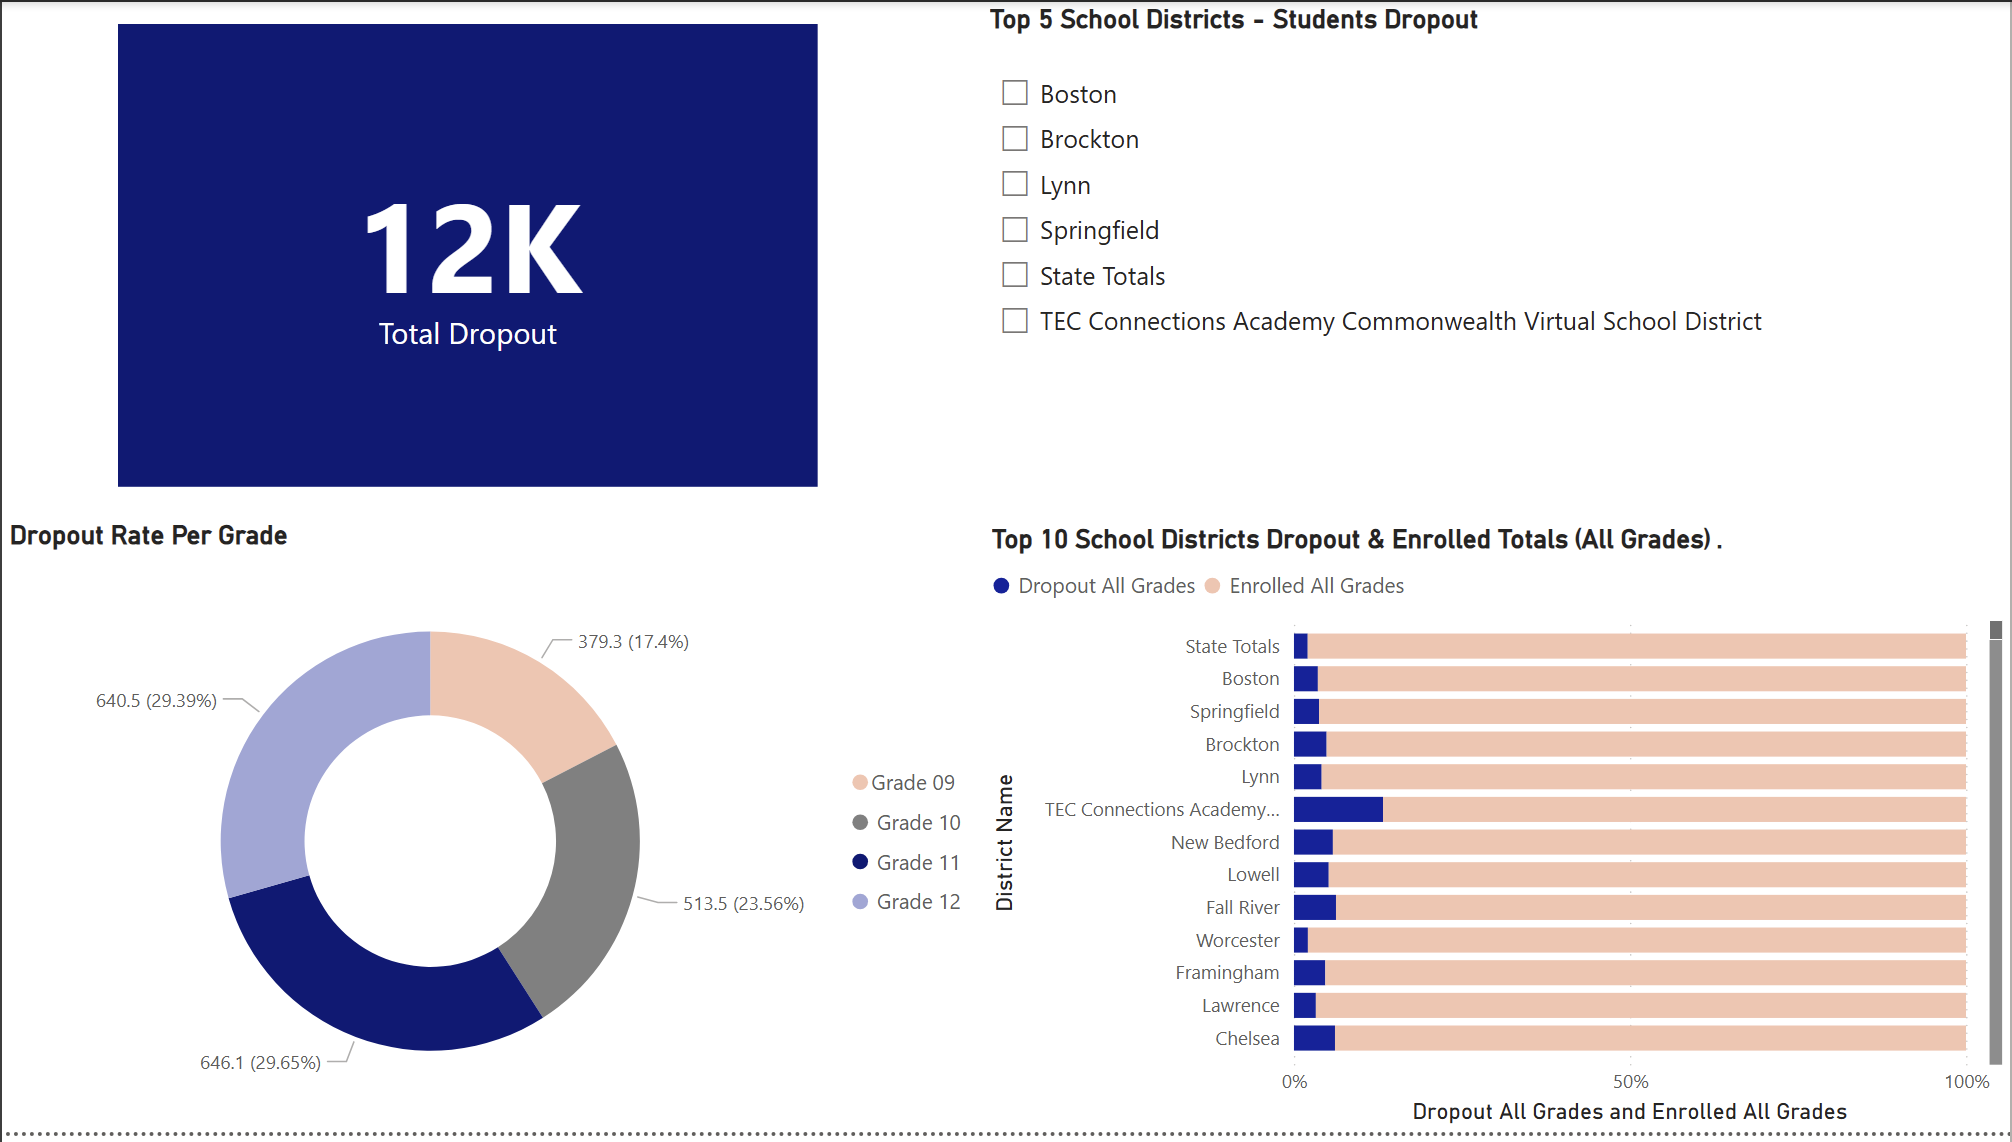 12K
Total Dropout
Top 5 School Districts - Students Dropout
Boston
Brockton
Lynn
Springfield
State Totals
TEC Connections Academy Commonwealth Virtual School District
Dropout Rate Per Grade
379.3 (17.4%)
640.5 (29.39%)
513.5 (23.56%)
646.1 (29.65%)
Grade 09
Grade 10
Grade 11
Grade 12
Top 10 School Districts Dropout & Enrolled Totals (All Grades) .
Dropout All Grades Enrolled All Grades
District Name
State Totals
Boston
Springfield
Brockton
Lynn
TEC Connections Academy...
New Bedford
Lowell
Fall River
Worcester
Framingham
Lawrence
Chelsea
0% 50% 100%
Dropout All Grades and Enrolled All Grades